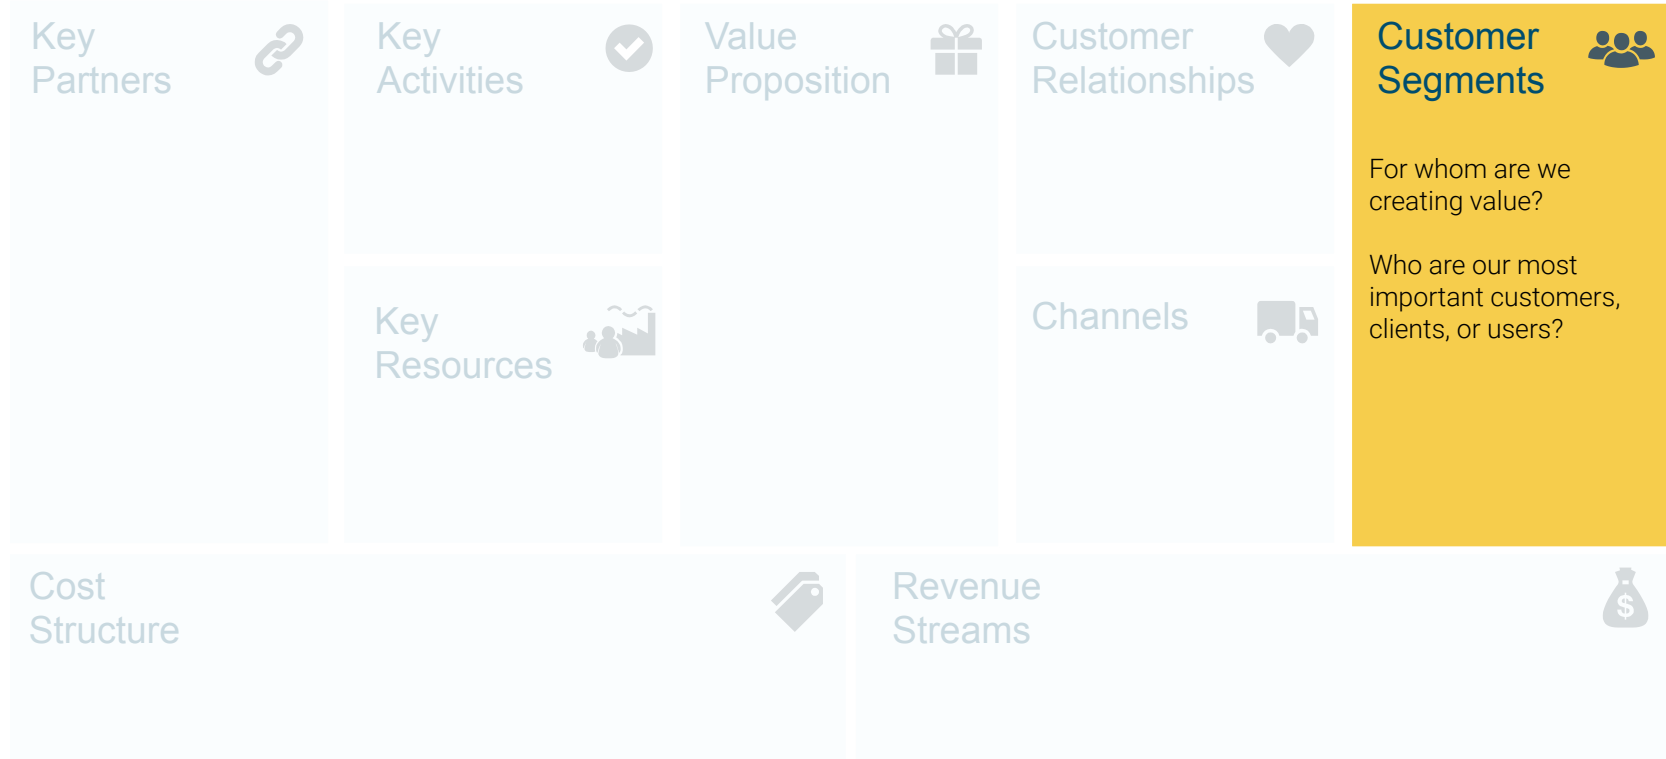 Key
Partners
Key
Activities
Key
Resources
Value
Proposition
Customer
Relationships
Channels
Customer
Segments
For whom are we
creating value?
Who are our most
important customers,
clients, or users?
Cost
Structure
Revenue
Streams
$